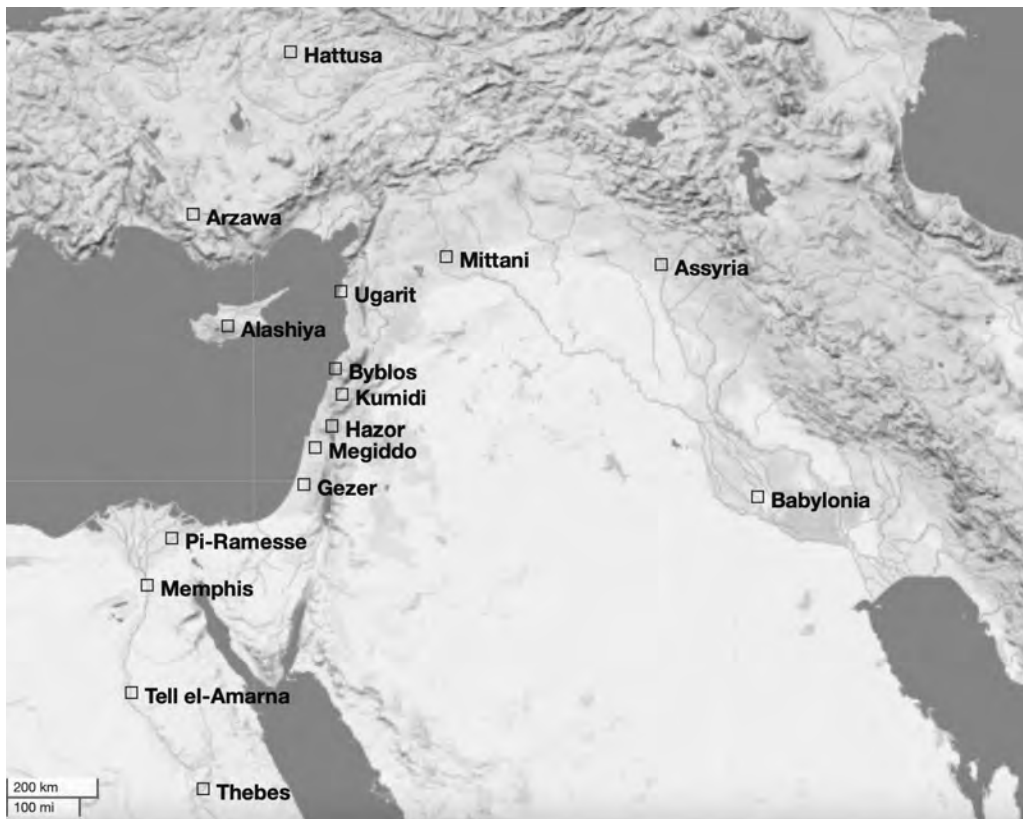 Hattusa
Arzawa
Mittani
Assyria
Ugarit
Alashiya
Byblos
Kumidi
Hazor
Megiddo
Gezer
Babylonia
Pi-Ramesse
Memphis
Tell el-Amarna
Thebes
200 km
100 mi